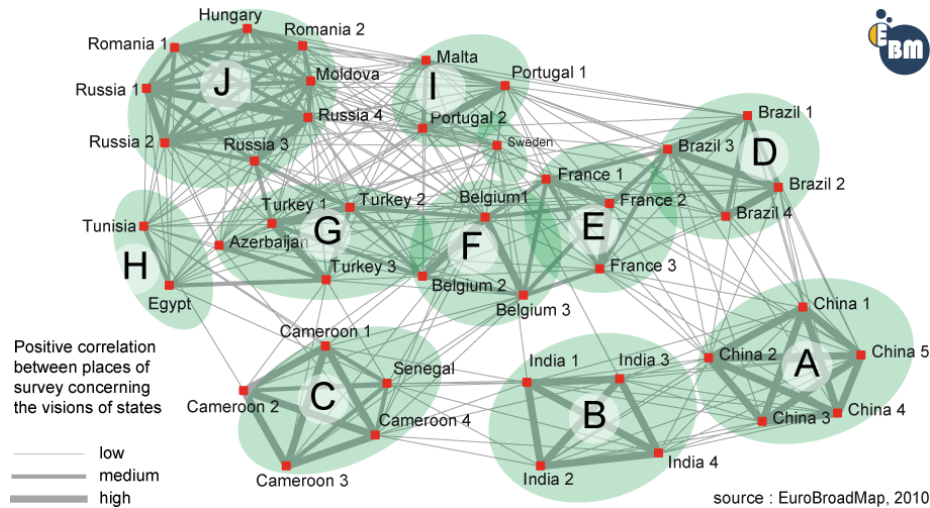 Hungary
Romania 1
Romania 2
Malta
EBM
Russia 1
J
Moldova
I
Portugal 1
Russia 4
Portugal 2
Brazil 1
Russia 2
Russia 3
Sweden
Brazil 3
D
France 1
Brazil 2
Turkey 1
Turkey 2
Belgium1
France 2
Brazil 4
Tunisia
Azerbaijan
G
F
E
H
Turkey 3
Belgium 2
France 3
Egypt
Belgium 3
China 1
Cameroon 1
Positive correlation
between places of
survey concerning
the visions of states
Senegal
India 1
India 3
China 2
A
China 5
Cameroon 2
C
Cameroon 4
B
China 3
China 4
low
medium
high
Cameroon 3
India 2
India 4
source : EuroBroadMap, 2010